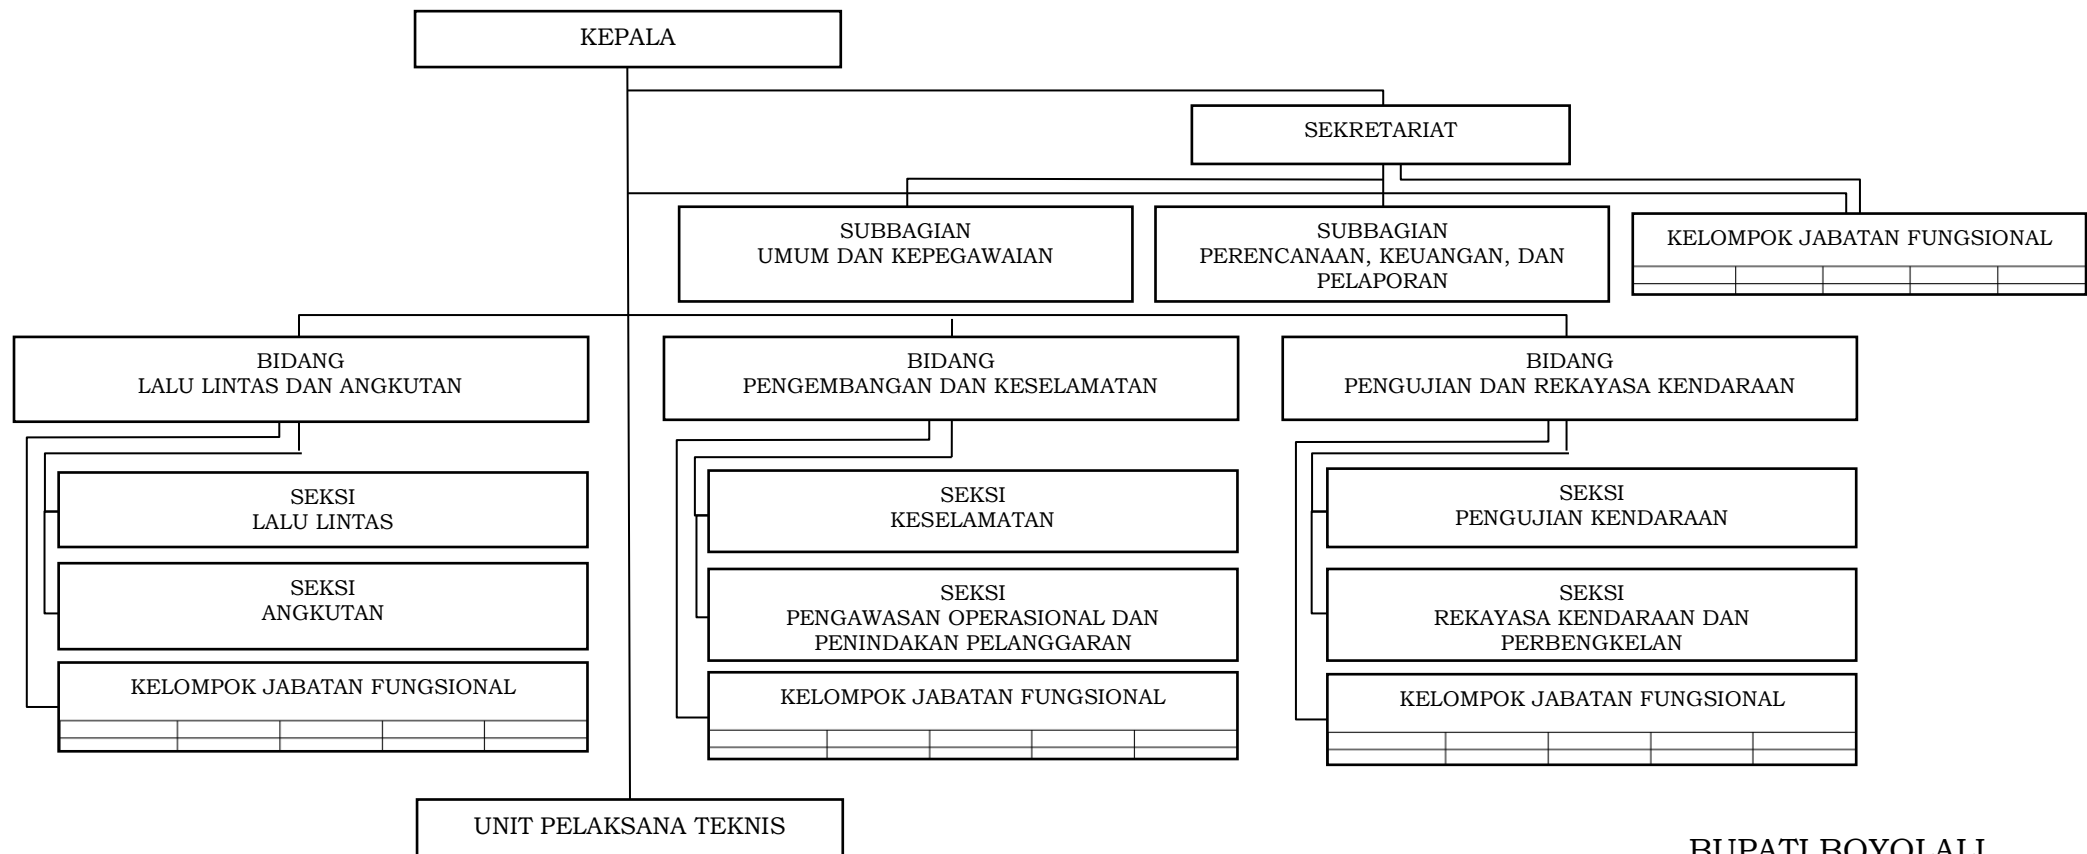 KEPALA
SEKRETARIAT
SUBBAGIAN
UMUM DAN KEPEGAWAIAN
SUBBAGIAN
PERENCANAAN, KEUANGAN, DAN
PELAPORAN
KELOMPOK JABATAN FUNGSIONAL
BIDANG
LALU LINTAS DAN ANGKUTAN
BIDANG
PENGEMBANGAN DAN KESELAMATAN
BIDANG
PENGUJIAN DAN REKAYASA KENDARAAN
SEKSI
LALU LINTAS
SEKSI
ANGKUTAN
KELOMPOK JABATAN FUNGSIONAL
SEKSI
KESELAMATAN
SEKSI
PENGAWASAN OPERASIONAL DAN
PENINDAKAN PELANGGARAN
KELOMPOK JABATAN FUNGSIONAL
SEKSI
PENGUJIAN KENDARAAN
SEKSI
REKAYASA KENDARAAN DAN
PERBENGKELAN
KELOMPOK JABATAN FUNGSIONAL
UNIT PELAKSANA TEKNIS
BUPATI BOYOLALI